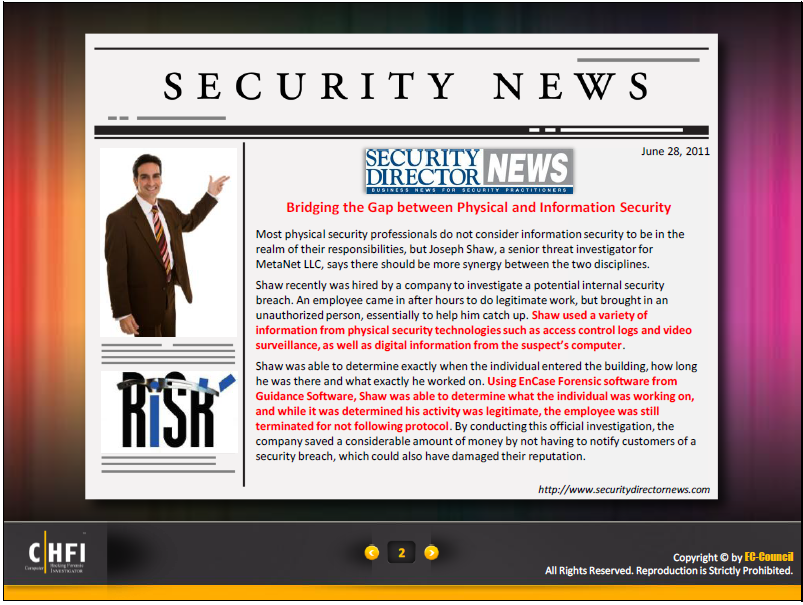 SECURITY NEWS
June 28, 2011
SECURITY
DIRECTOR NEWS
BUSINESS NEWS FOR SECURITY PRACTITIONERS
Bridging the Gap between Physical and Information Security
Most physical security professionals do not consider information security to be in the
realm of their responsibilities, but Joseph Shaw, a senior threat investigator for
MetaNet LLC, says there should be more synergy between the two disciplines.
Shaw recently was hired by a company to investigate a potential internal security
breach. An employee came in after hours to do legitimate work, but brought in an
unauthorized person, essentially to help him catch up. Shaw used a variety of
information from physical security technologies such as access control logs and video
surveillance, as well as digital information from the suspect's computer.
Shaw was able to determine exactly when the individual entered the building, how long
he was there and what exactly he worked on. Using EnCase Forensic software from
Guidance Software, Shaw was able to determine what the individual was working on,
and while it was determined his activity was legitimate, the employee was still
terminated for not following protocol. By conducting this official investigation, the
company saved a considerable amount of money by not having to notify customers of a
security breach, which could also have damaged their reputation.
RiSK
http://www.securitydirectornews.com
CHFI
Computer Hacking Forensic
INVESTIGATOR
2
Copyright © by EC-Council
All Rights Reserved. Reproduction is Strictly Prohibited.